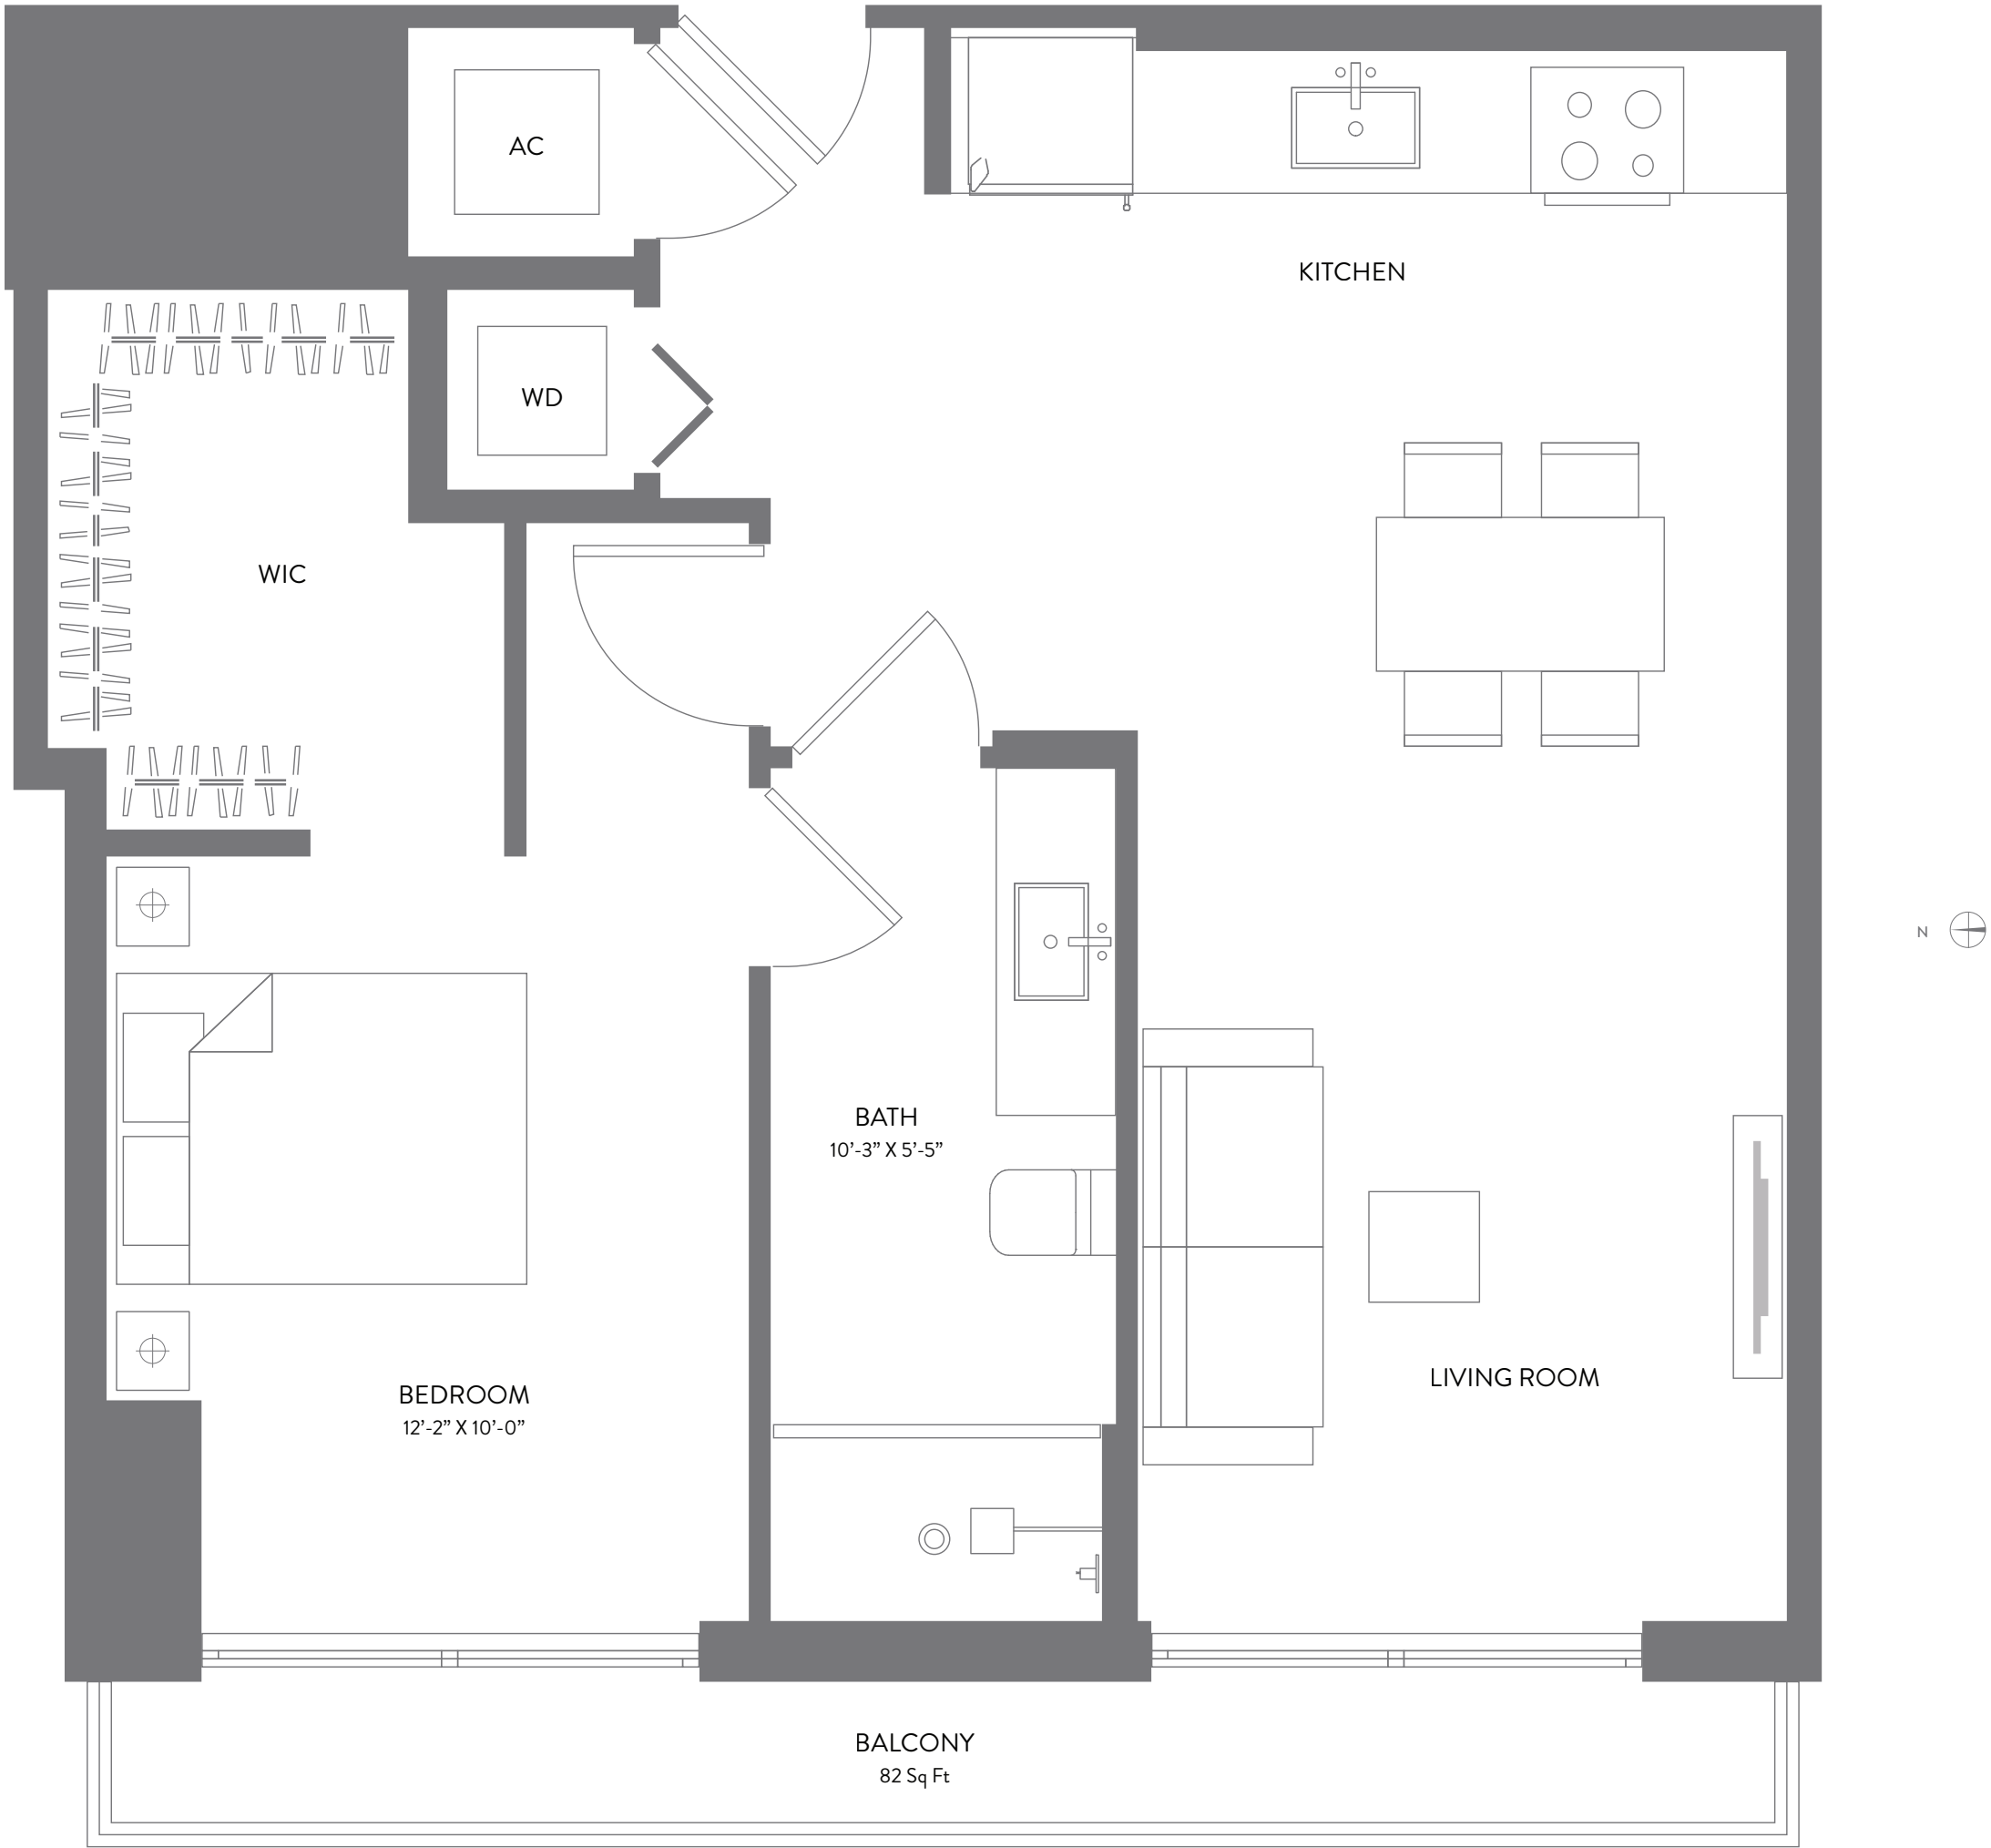 AC
KITCHEN
WD
WIC
N
BATH
10’-3” X 5’-5”
LIVING ROOM
BEDROOM
12’-2” X 10’-0”
BALCONY
82 Sq Ft